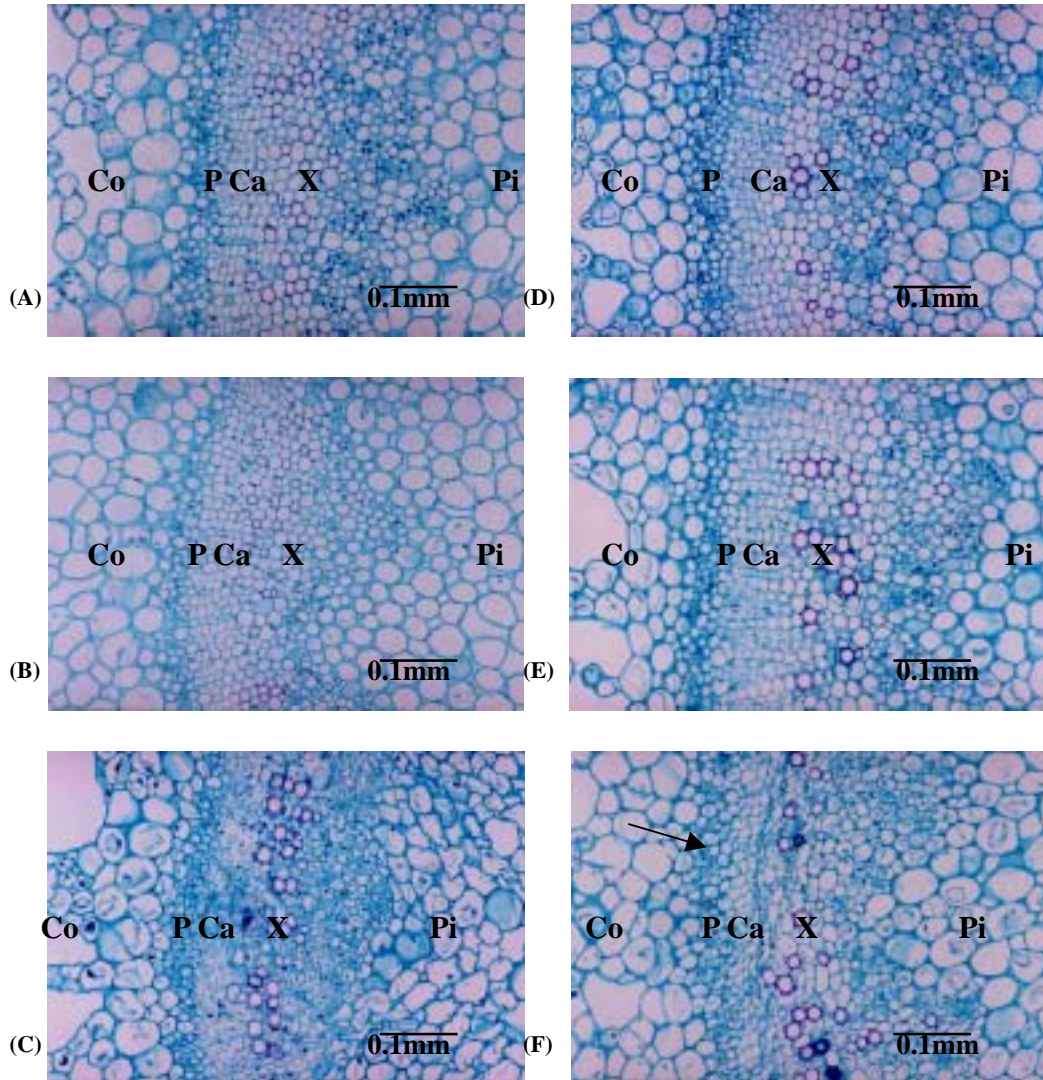 Co P Ca X Pi
(A) 0.1mm
Co P Ca X Pi
(D) 0.1mm
Co P Ca X Pi
(B) 0.1mm
Co P Ca X Pi
(E) 0.1mm
Co P Ca X Pi
(C) 0.1mm
Co P Ca X Pi
(F) 0.1mm